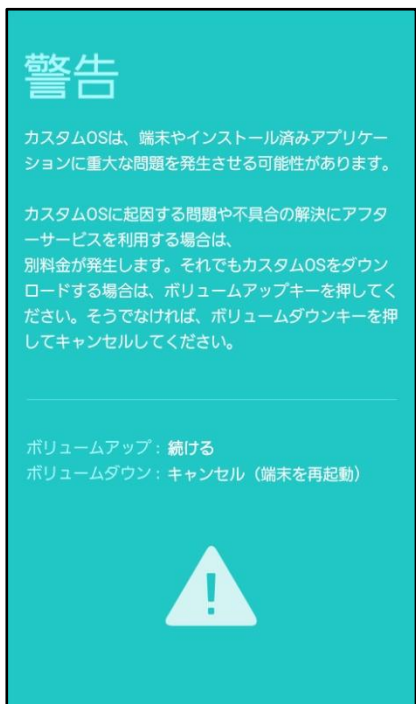 警告
カスタムOSは、端末やインストール済みアプリケー
ションに重大な問題を発生させる可能性があります。
カスタムOSに起因する問題や不具合の解決にアフタ
ーサービスを利用する場合は、
別料金が発生します。それでもカスタムOSをダウン
ロードする場合は、ボリュームアップキーを押してく
ださい。そうでなければ、ボリュームダウンキーを押
してキャンセルしてください。
ボリュームアップ : 続ける
ボリュームダウン : キャンセル（端末を再起動）